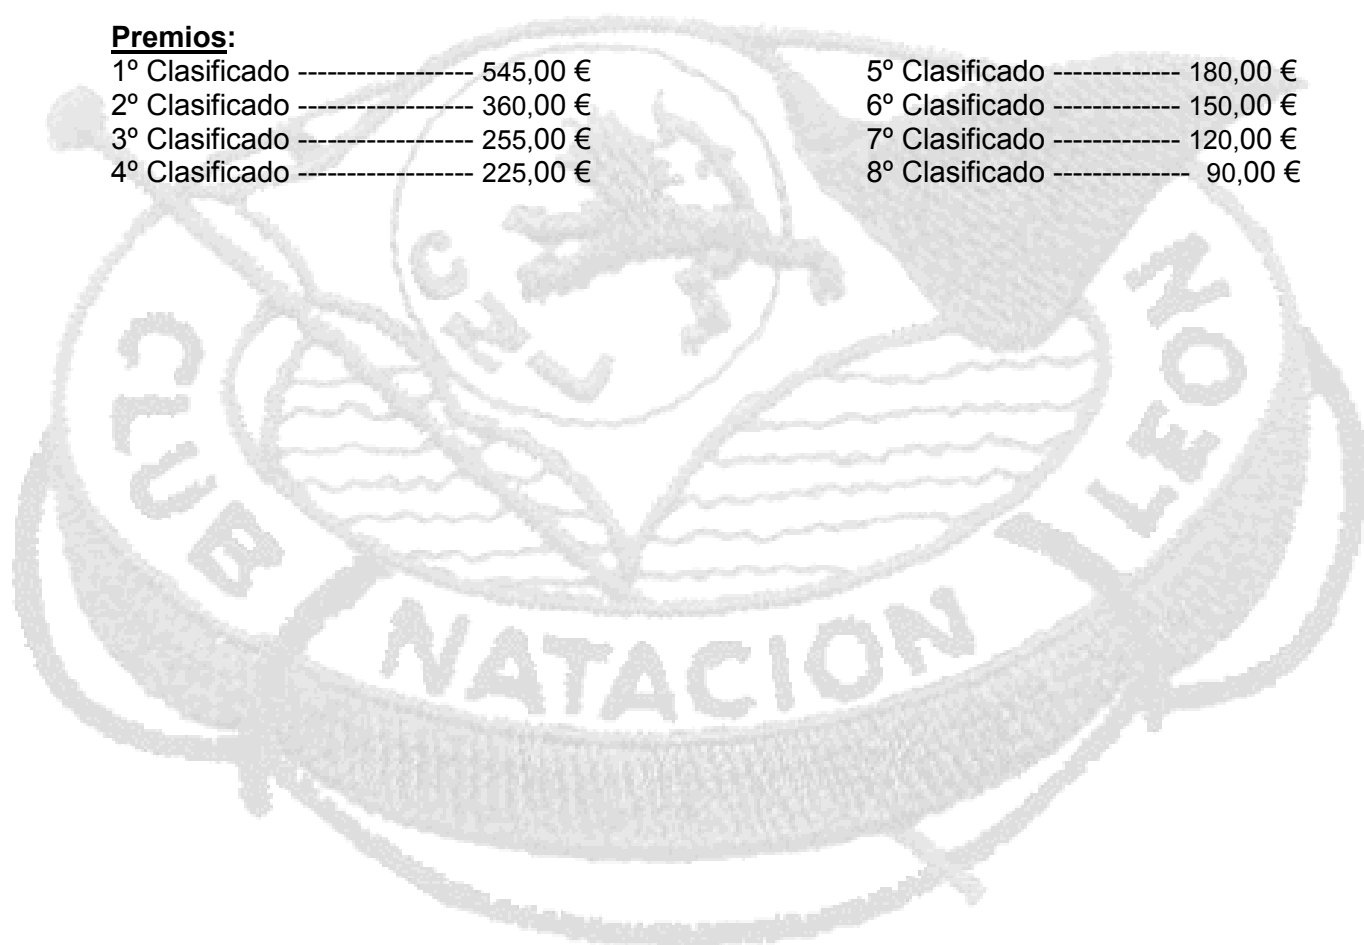 Premios:
1º Clasificado ------------------ 545,00 €
2º Clasificado ------------------ 360,00 €
3º Clasificado ------------------ 255,00 €
4º Clasificado ------------------ 225,00 €
5º Clasificado ------------- 180,00 €
6º Clasificado ------------- 150,00 €
7º Clasificado ------------- 120,00 €
8º Clasificado -------------- 90,00 €
CNL
CLUB NATACION LEON